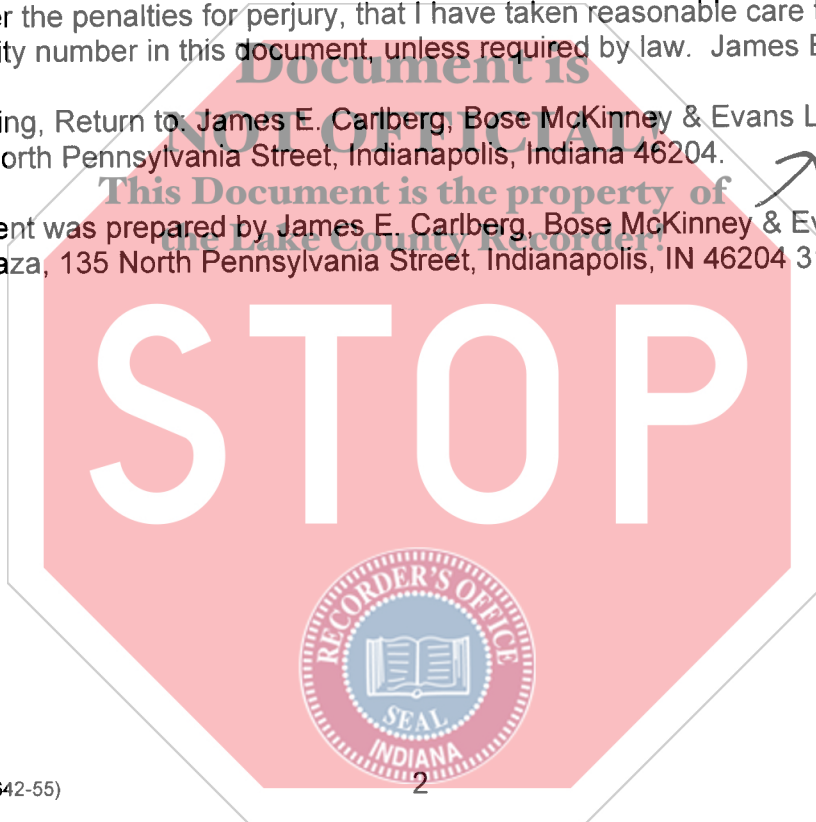 er the penalties for perjury, that I have taken reasonable care
ity number in this document, unless required by law. James E
Document is
ing, Return to: James E. Carlberg, Bose McKinney & Evans L
NOT OFFICIAL!
orth Pennsylvania Street, Indianapolis, Indiana 46204.
This Document is the property of
ent was prepared by James E. Carlberg, Bose McKinney & Ev
the Lake County Recorder!
aza, 135 North Pennsylvania Street, Indianapolis, IN 46204 3
STOP
RECORDER'S OFFICE
SEAL
INDIANA
42-55)
2